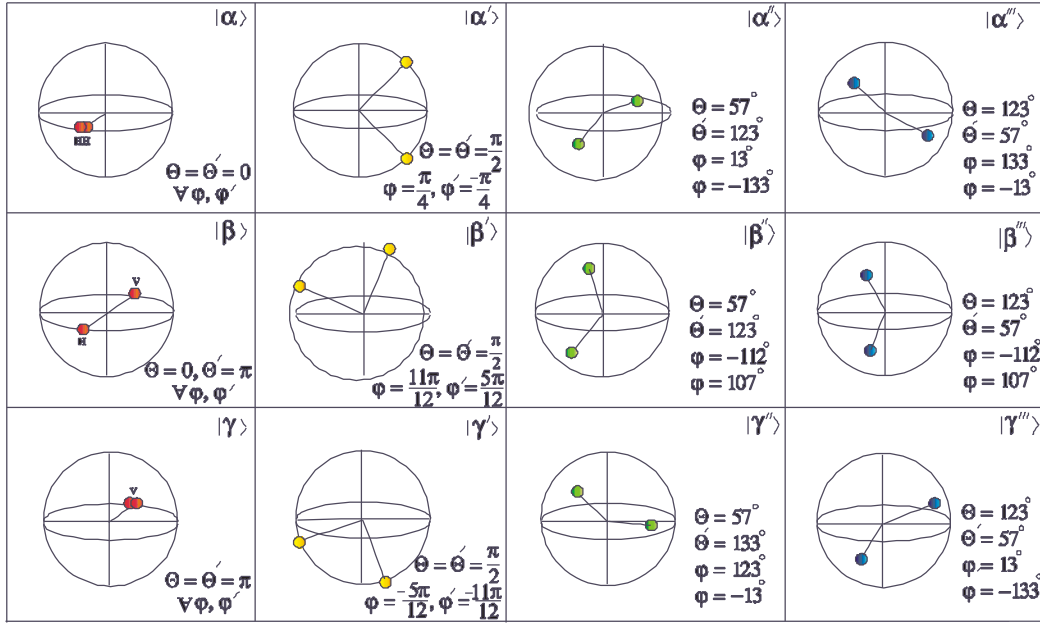 |α⟩
HH
Θ = Θ′ = 0
∀φ, φ′
|α′⟩
Θ = Θ′ = π/2
φ = π/4, φ′ = -π/4
|α″⟩
Θ = 57°
Θ′ = 123°
φ = 13°
φ = −133°
|α‴⟩
Θ = 123°
Θ′ = 57°
φ = 133°
φ = −13°
|β⟩
V
H
Θ = 0, Θ′ = π
∀φ, φ′
|β′⟩
Θ = Θ′ = π/2
φ = 11π/12, φ′ = 5π/12
|β″⟩
Θ = 57°
Θ′ = 123°
φ = −112°
φ = 107°
|β‴⟩
Θ = 123°
Θ′ = 57°
φ = −112°
φ = 107°
|γ⟩
V
Θ = Θ′ = π
∀φ, φ′
|γ′⟩
Θ = Θ′ = π/2
φ = -5π/12, φ′ = -11π/12
|γ″⟩
Θ = 57°
Θ′ = 133°
φ = 123°
φ = −13°
|γ‴⟩
Θ = 123°
Θ′ = 57°
φ = 13°
φ = −133°